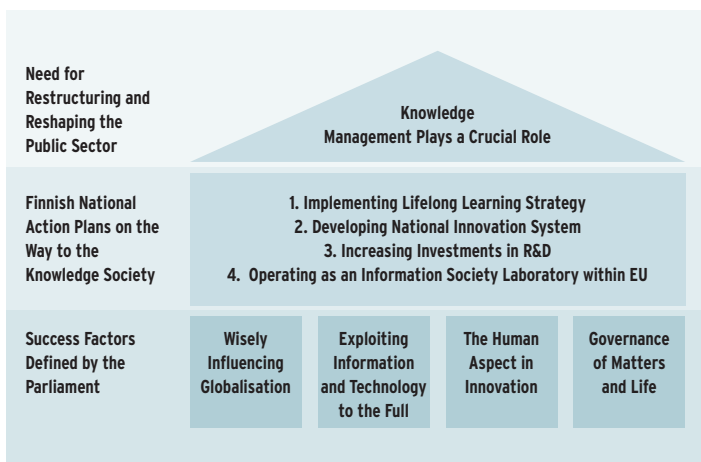 Need for
Restructuring and
Reshaping the
Public Sector
Knowledge
Management Plays a Crucial Role
Finnish National
Action Plans on the
Way to the
Knowledge Society
1. Implementing Lifelong Learning Strategy
2. Developing National Innovation System
3. Increasing Investments in R&D
4. Operating as an Information Society Laboratory within EU
Success Factors
Defined by the
Parliament
Wisely
Influencing
Globalisation
Exploiting
Information
and Technology
to the Full
The Human
Aspect in
Innovation
Governance
of Matters
and Life